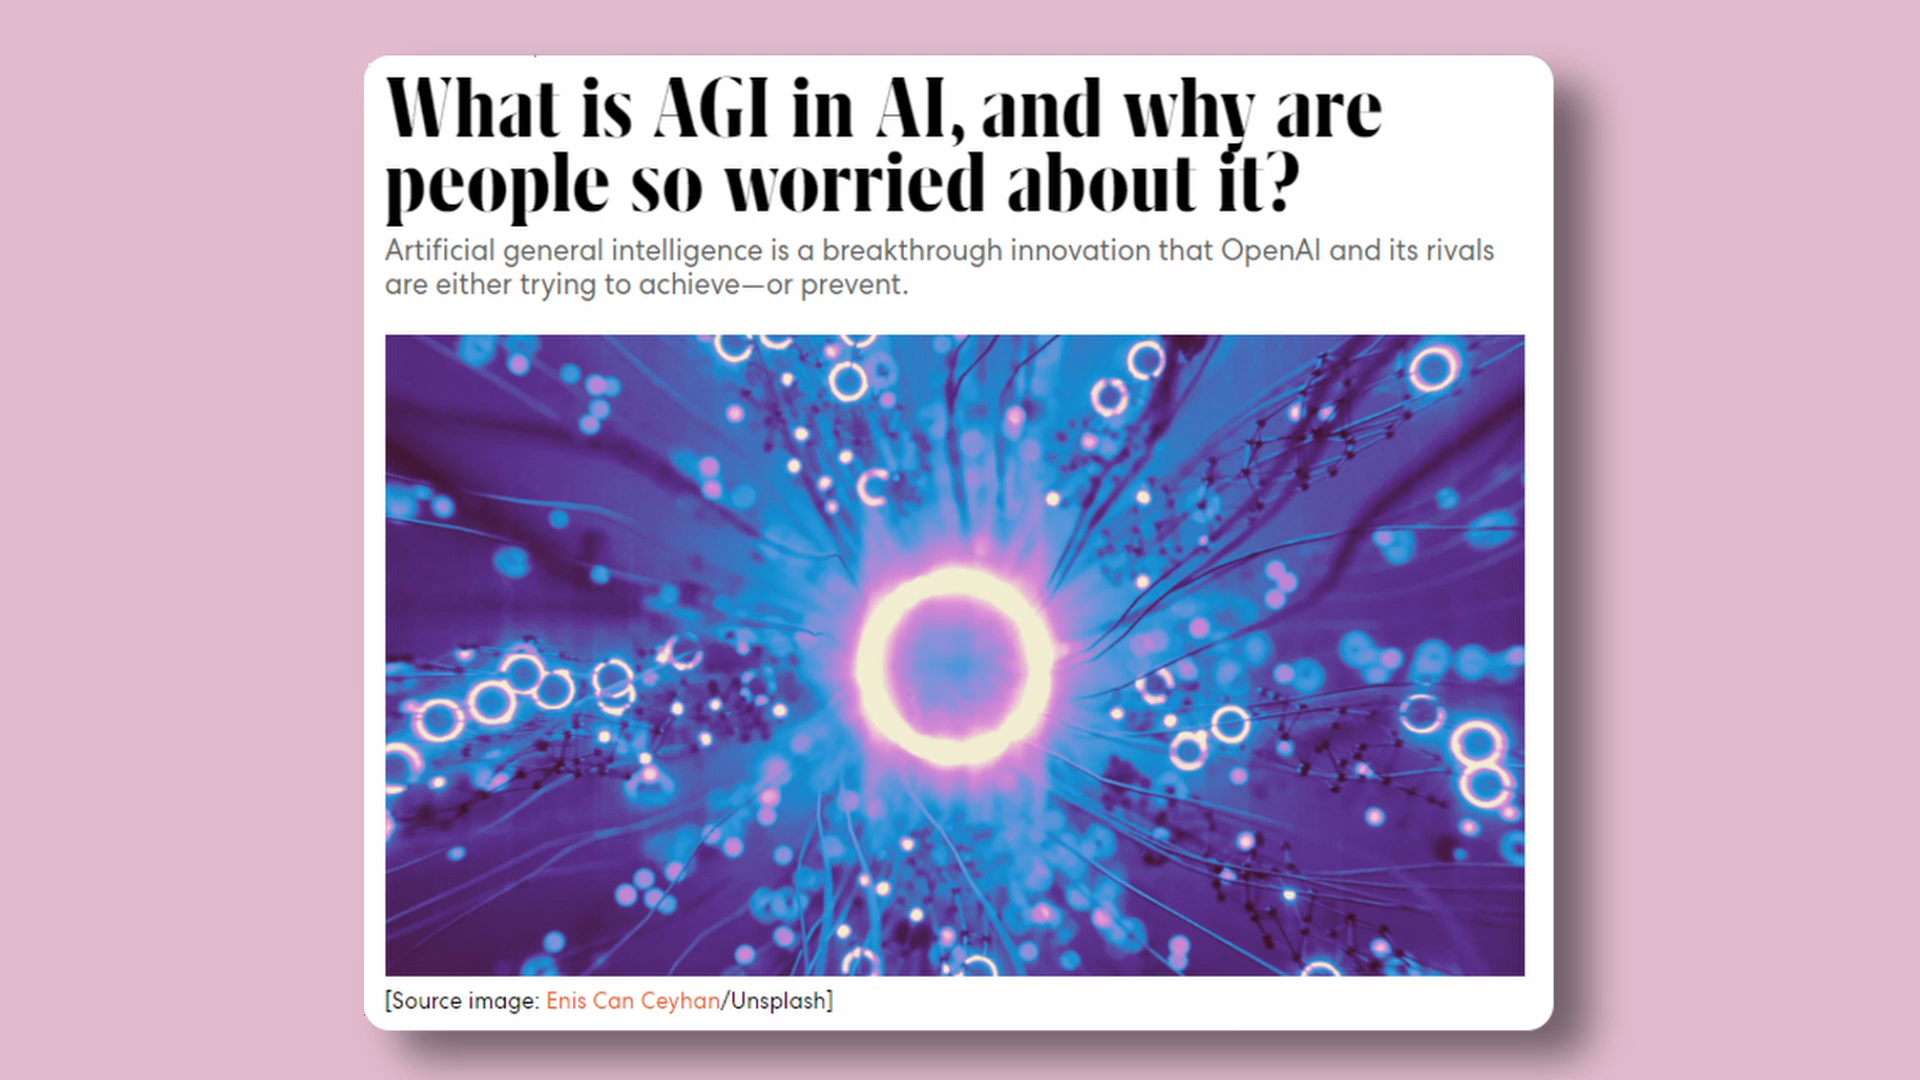 What is AGI in AI, and why are
people so worried about it?
Artificial general intelligence is a breakthrough innovation that OpenAI and its rivals
are either trying to achieve—or prevent.
[Source image: Enis Can Ceyhan/Unsplash]